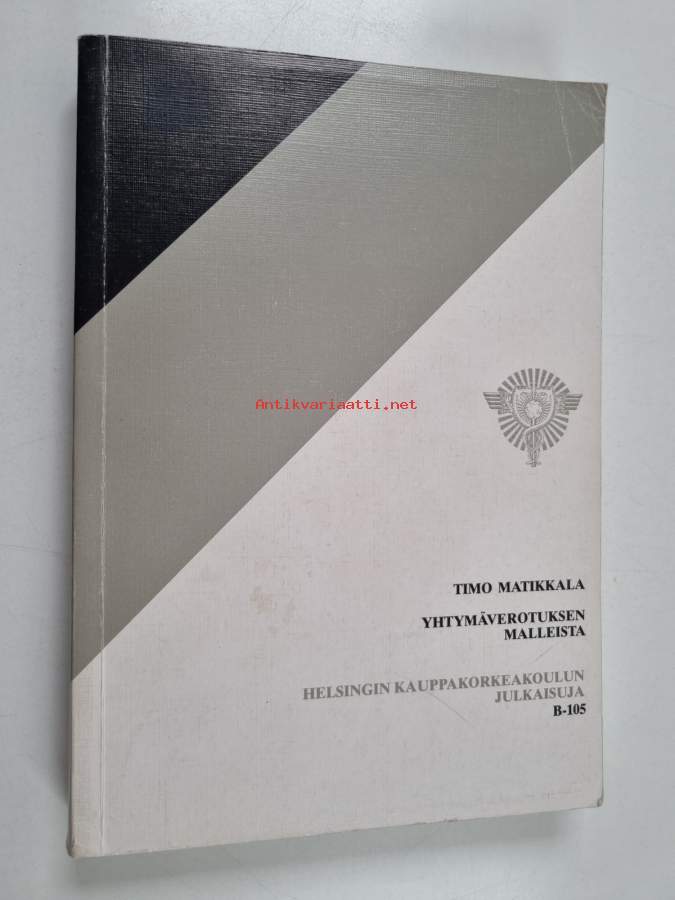 Antikvariaatti.net
TIMO MATIKKALA
YHTYMÄVEROTUKSEN
MALLEISTA
HELSINGIN KAUPPAKORKEAKOULUN
JULKAISUJA
B-105